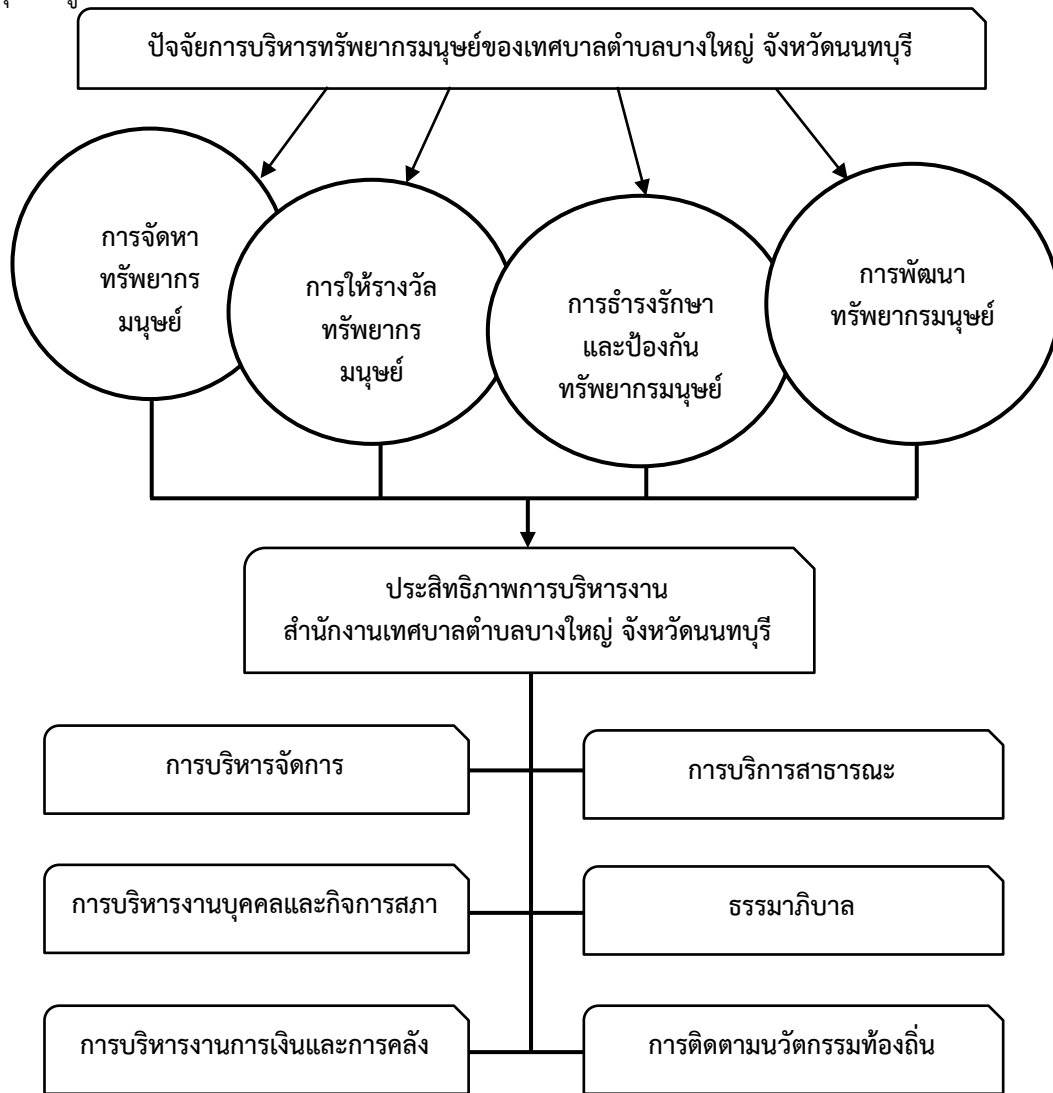 ปัจจัยการบริหารทรัพยากรมนุษย์ของเทศบาลตำบลบางใหญ่ จังหวัดนนทบุรี
การจัดหา
ทรัพยากร
มนุษย์
การให้รางวัล
ทรัพยากร
มนุษย์
การธำรงรักษา
และป้องกัน
ทรัพยากรมนุษย์
การพัฒนา
ทรัพยากรมนุษย์
ประสิทธิภาพการบริหารงาน
สำนักงานเทศบาลตำบลบางใหญ่ จังหวัดนนทบุรี
การบริหารจัดการ
การบริการสาธารณะ
การบริหารงานบุคคลและกิจการสภา
ธรรมาภิบาล
การบริหารงานการเงินและการคลัง
การติดตามนวัตกรรมท้องถิ่น